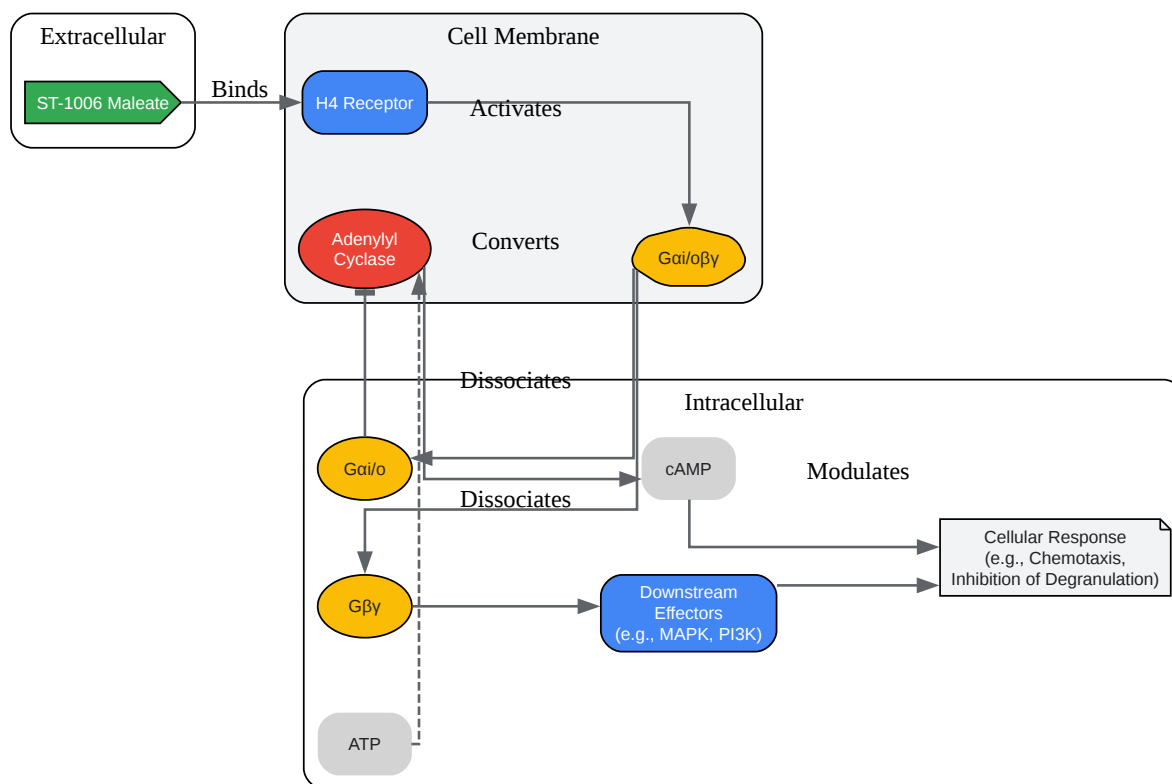 Extracellular
Cell Membrane
ST-1006 Maleate
Binds
H4 Receptor
Activates
Adenylyl
Cyclase
Converts
Gαi/oβγ
Dissociates
Intracellular
Gαi/o
cAMP
Modulates
Dissociates
Cellular Response
(e.g., Chemotaxis,
Inhibition of Degranulation)
Gβγ
Downstream
Effectors
(e.g., MAPK, PI3K)
ATP